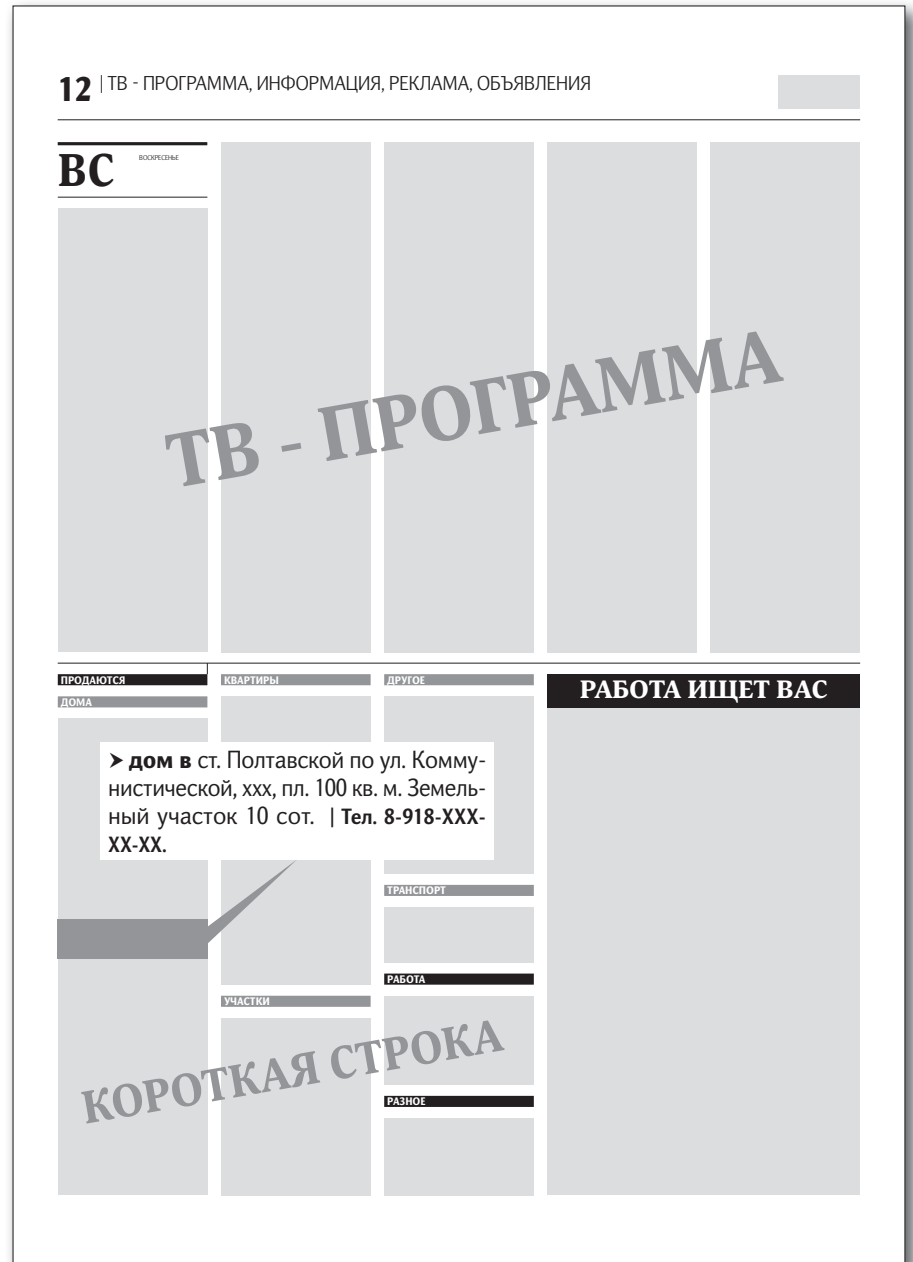 12 | ТВ - ПРОГРАММА, ИНФОРМАЦИЯ, РЕКЛАМА, ОБЪЯВЛЕНИЯ
ВС ВОСКРЕСЕНЬЕ
ТВ - ПРОГРАММА
ПРОДАЮТСЯ
ДОМА
➤ дом в ст. Полтавской по ул. Комму-
нистической, xxx, пл. 100 кв. м. Земель-
ный участок 10 сот. | Тел. 8-918-XXX-
XX-XX.
КВАРТИРЫ
УЧАСТКИ
ДРУГОЕ
ТРАНСПОРТ
РАБОТА
РАЗНОЕ
КОРОТКАЯ СТРОКА
РАБОТА ИЩЕТ ВАС